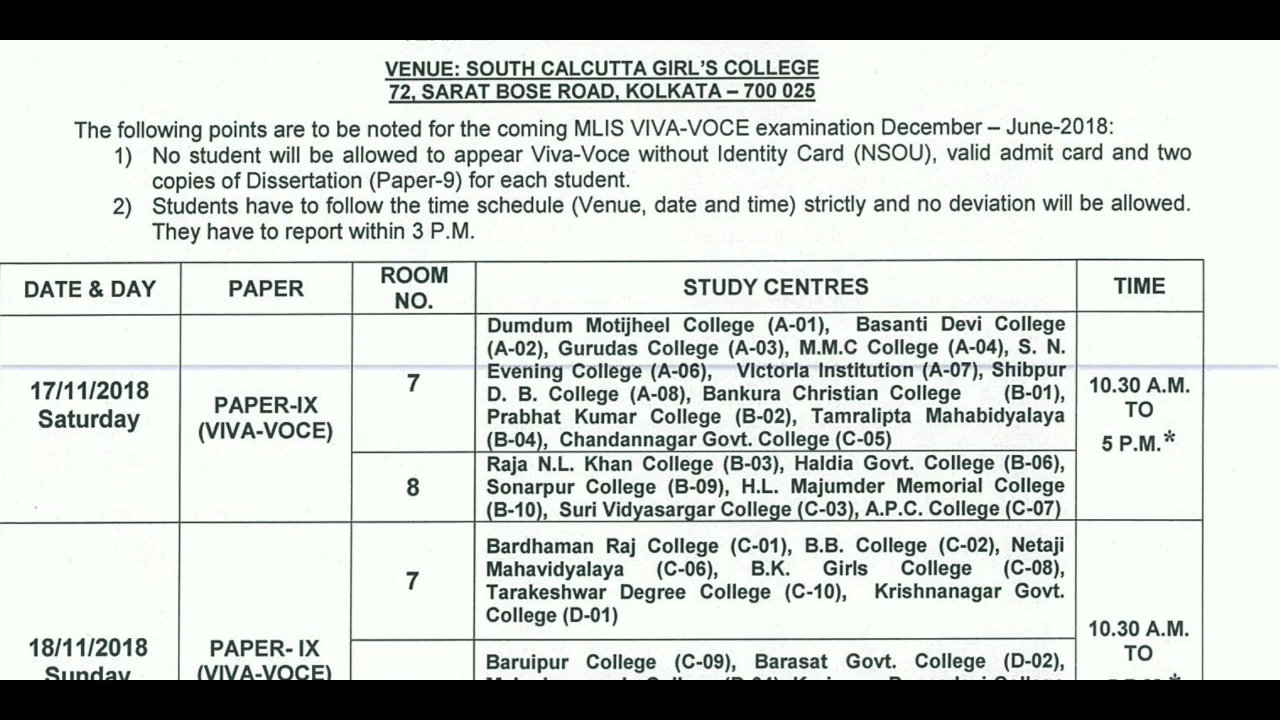 VENUE: SOUTH CALCUTTA GIRL'S COLLEGE
72, SARAT BOSE ROAD, KOLKATA – 700 025
The following points are to be noted for the coming MLIS VIVA-VOCE examination December – June-2018:
1) No student will be allowed to appear Viva-Voce without Identity Card (NSOU), valid admit card and two
copies of Dissertation (Paper-9) for each student.
2) Students have to follow the time schedule (Venue, date and time) strictly and no deviation will be allowed.
They have to report within 3 P.M.
DATE & DAY
PAPER
ROOM
NO.
STUDY CENTRES
TIME
17/11/2018
Saturday
PAPER-IX
(VIVA-VOCE)
7
Dumdum Motijheel College (A-01), Basanti Devi College
(A-02), Gurudas College (A-03), M.M.C College (A-04), S. N.
Evening College (A-06), Victoria Institution (A-07), Shibpur
D. B. College (A-08), Bankura Christian College (B-01),
Prabhat Kumar College (B-02), Tamralipta Mahabidyalaya
(B-04), Chandannagar Govt. College (C-05)
10.30 A.M.
TO
5 P.M.*
8
Raja N.L. Khan College (B-03), Haldia Govt. College (B-06),
Sonarpur College (B-09), H.L. Majumder Memorial College
(B-10), Suri Vidyasargar College (C-03), A.P.C. College (C-07)
18/11/2018
Sunday
PAPER- IX
(VIVA-VOCE)
7
Bardhaman Raj College (C-01), B.B. College (C-02), Netaji
Mahavidyalaya (C-06), B.K. Girls College (C-08),
Tarakeshwar Degree College (C-10), Krishnanagar Govt.
College (D-01)
10.30 A.M.
TO
Baruipur College (C-09), Barasat Govt. College (D-02),